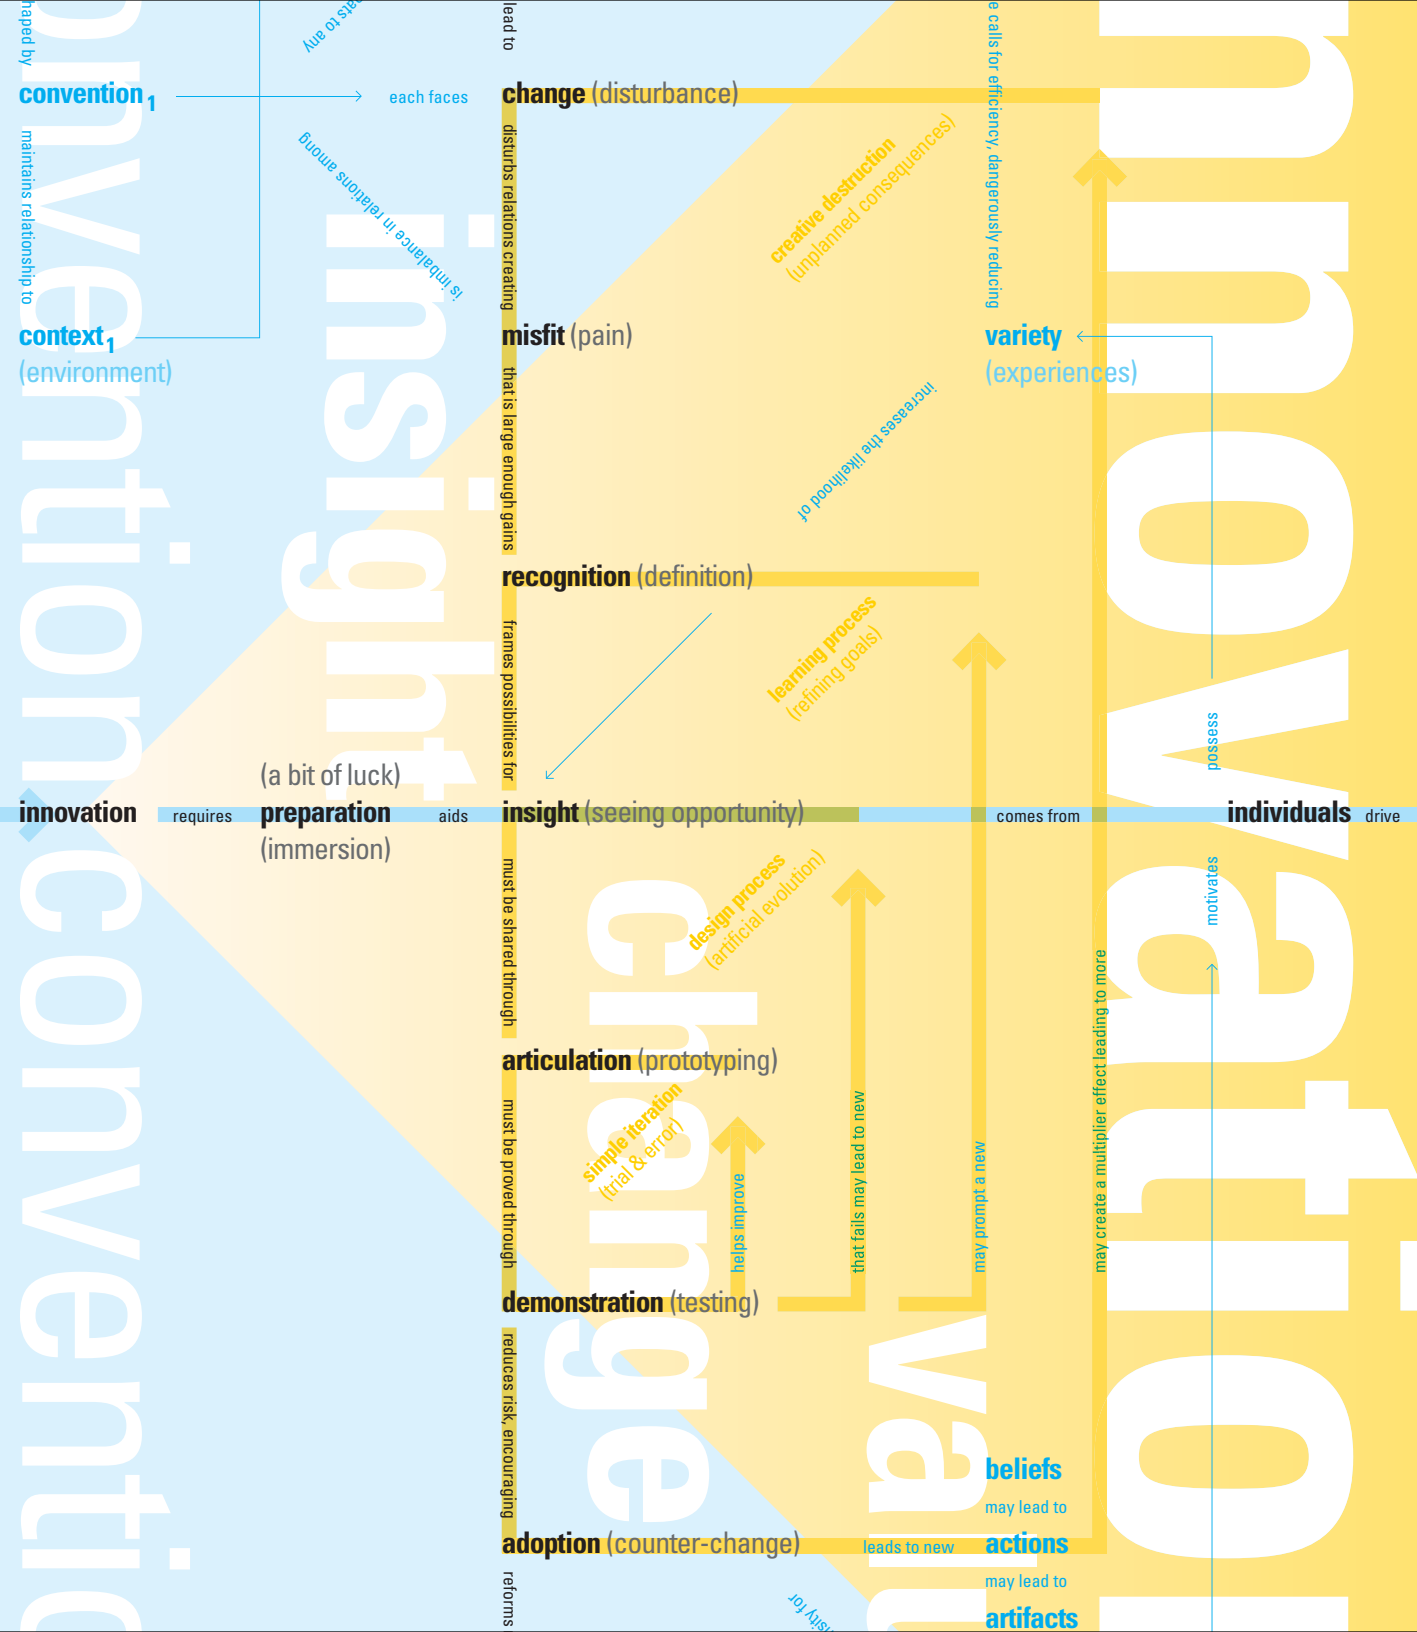 haped by
convention1
each faces
maintains relationship to
context1
(environment)
to any
is imbalance in relations among
lead to
change (disturbance)
disturbs relations creating
misfit (pain)
that is large enough gains
recognition (definition)
frames possibilities for
creative destruction
(unplanned consequences)
e calls for efficiency, dangerously reducing
variety
(experiences)
increases the likelihood of
learning process
(refining goals)
possess
(a bit of luck)
innovation requires preparation aids insight (seeing opportunity) comes from individuals drive
(immersion)
must be shared through
design process
(artificial evolution)
motivates
articulation (prototyping)
must be proved through
simple iteration
(trial & error)
helps improve
that fails may lead to new
may prompt a new
may create a multiplier effect leading to more
demonstration (testing)
reduces risk, encouraging
beliefs
may lead to
adoption (counter-change) leads to new actions
may lead to
artifacts
reforms
sity for
convention
conventio
insight
change
valu
innovation